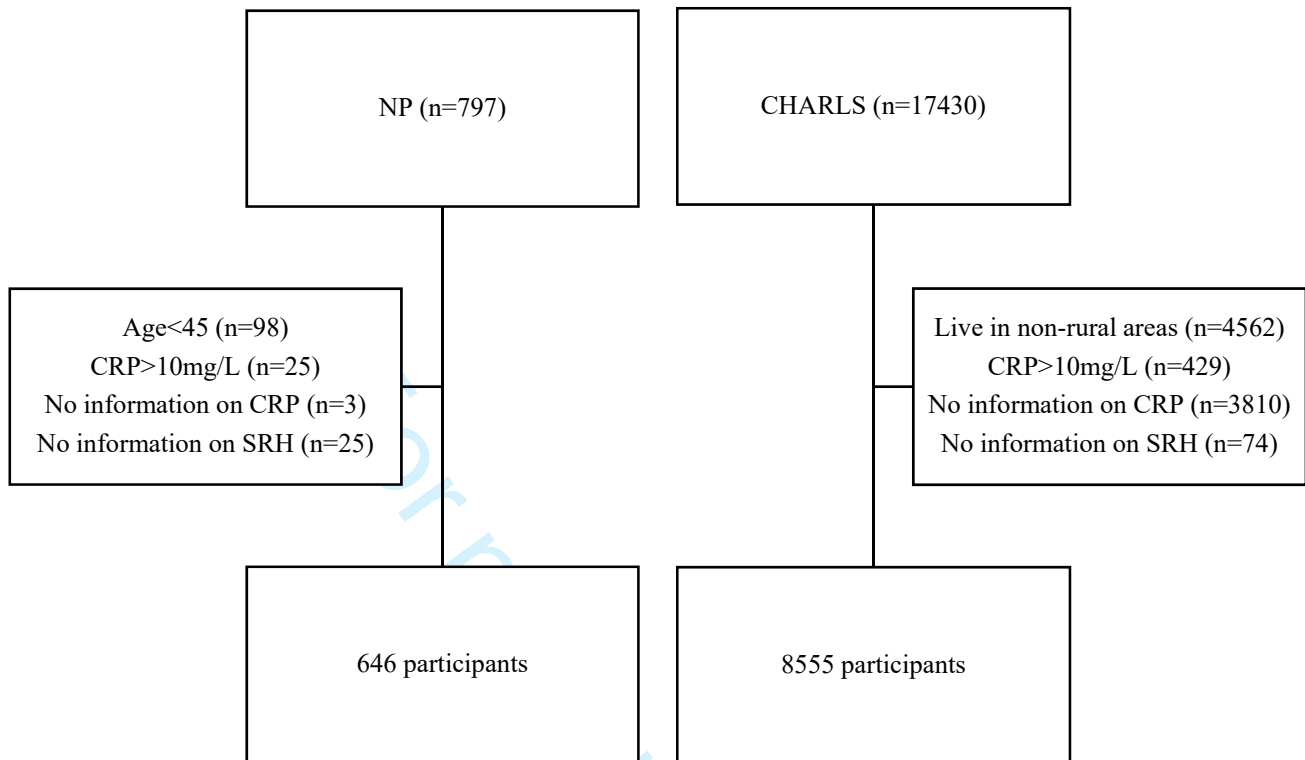 NP (n=797)
CHARLS (n=17430)
Age<45 (n=98)
CRP>10mg/L (n=25)
No information on CRP (n=3)
No information on SRH (n=25)
Live in non-rural areas (n=4562)
CRP>10mg/L (n=429)
No information on CRP (n=3810)
No information on SRH (n=74)
646 participants
8555 participants